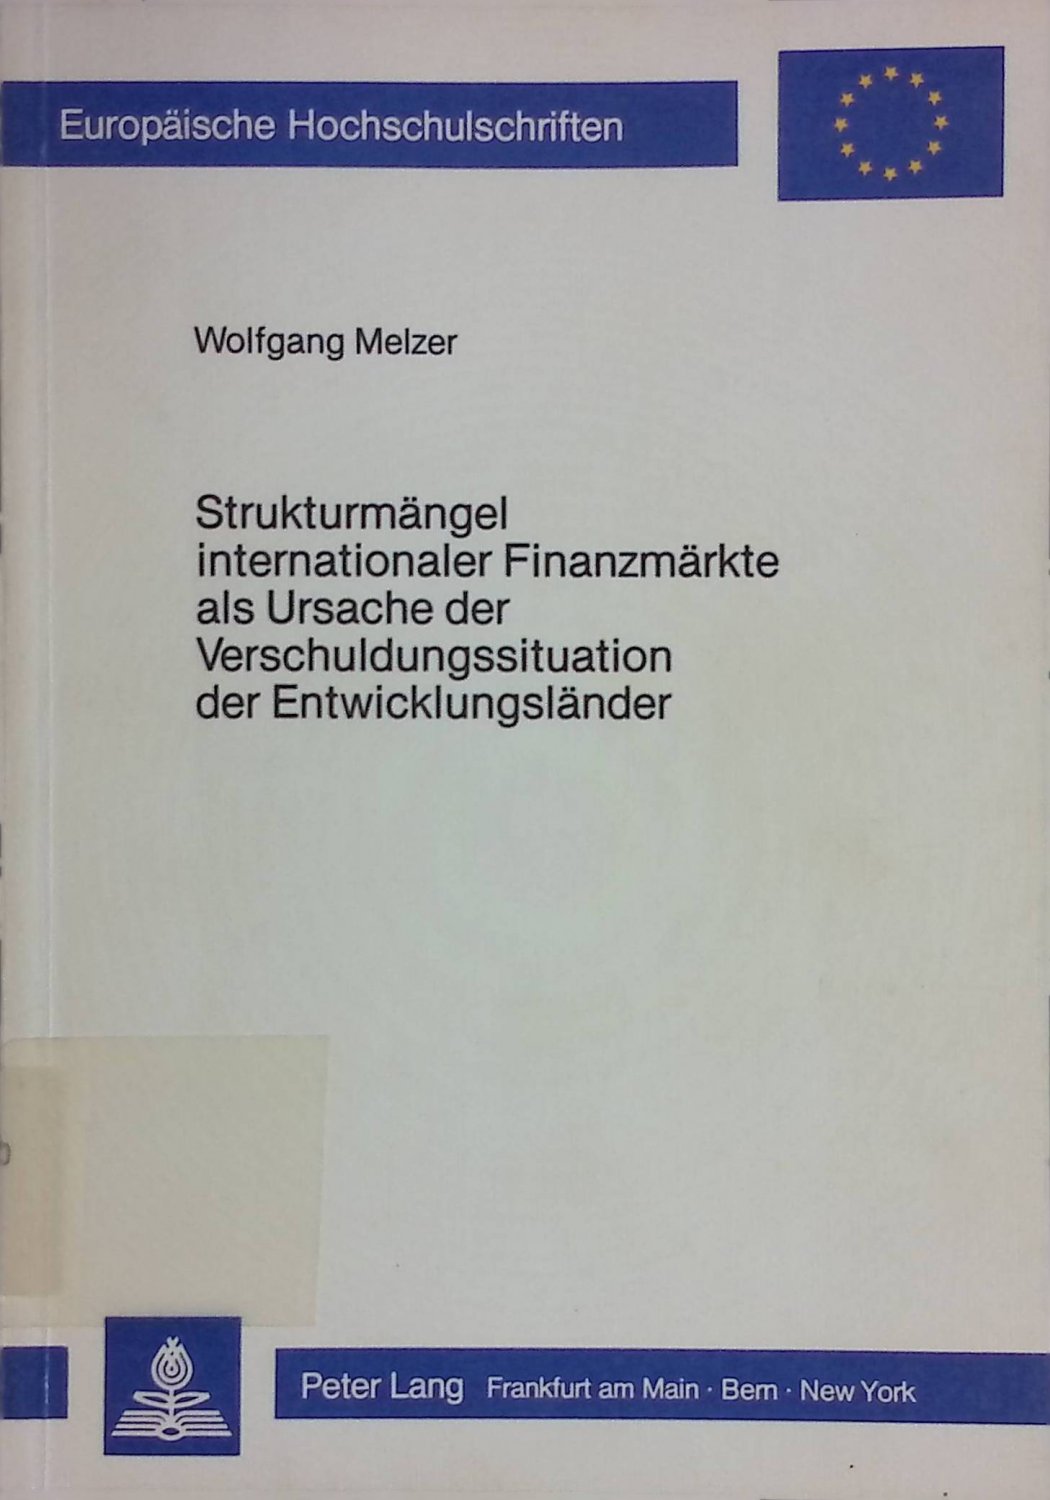 Europäische Hochschulschriften
Wolfgang Melzer
Strukturmängel
internationaler Finanzmärkte
als Ursache der
Verschuldungssituation
der Entwicklungsländer
Peter Lang Frankfurt am Main · Bern · New York